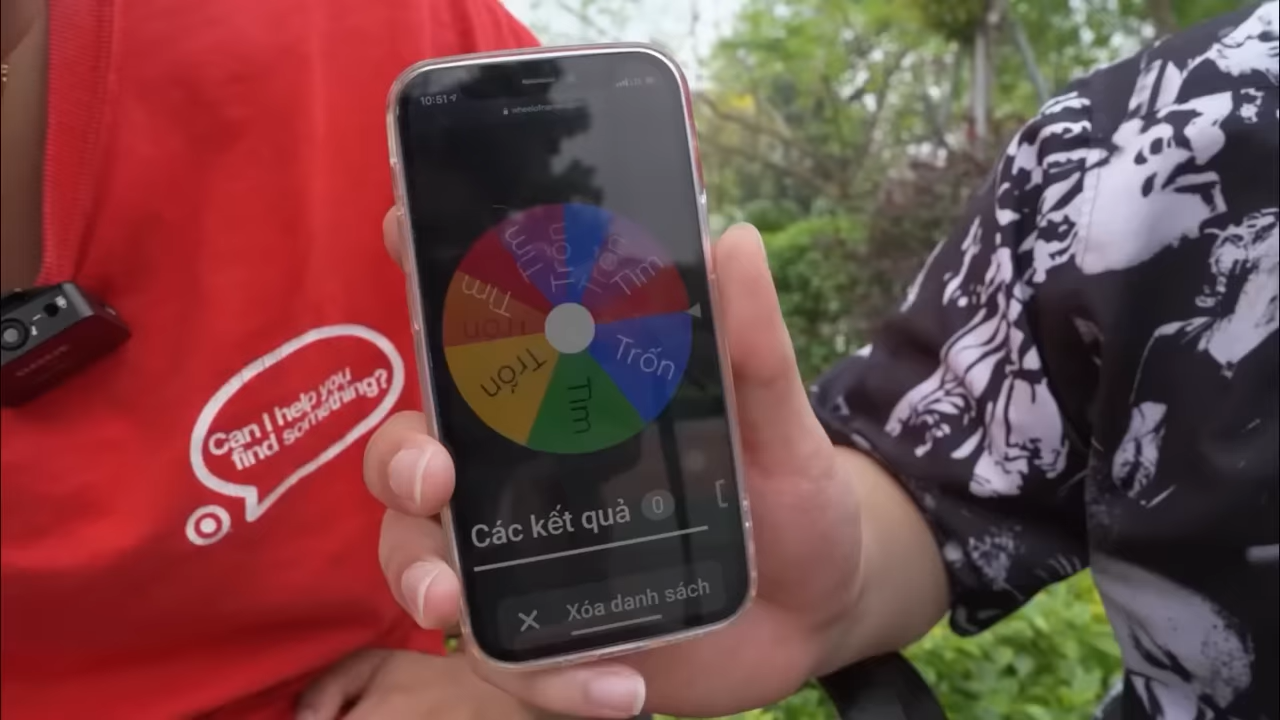 10:51
Tìm
Trốn
Tìm
Tìm
Trốn
Trốn
Tìm
Trốn
Các kết quả 0
X Xóa danh sách
Can I help you
find something?